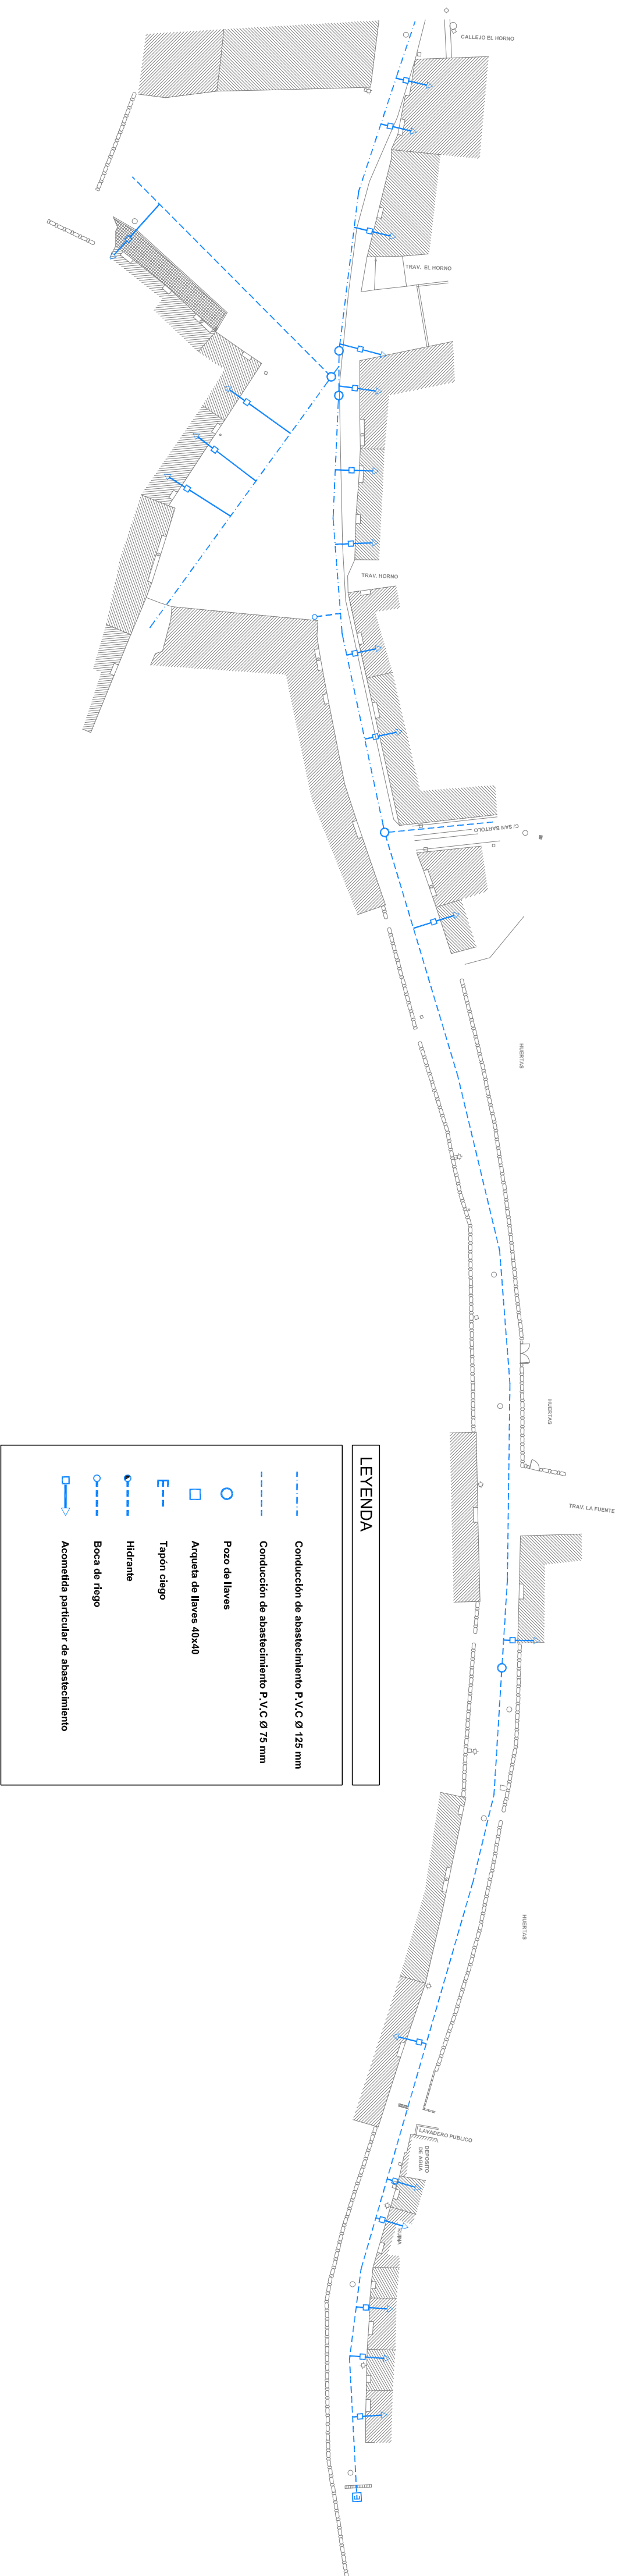 CALLEJO EL HORNO
TRAV. EL HORNO
TRAV. HORNO
C/ SAN BARTOLO
HUERTAS
HUERTAS
TRAV. LA FUENTE
HUERTAS
LAVADERO PUBLICO
DEPOSITO
DE AGUA
RUINA
LEYENDA
Conducción de abastecimiento P.V.C Ø 125 mm
Conducción de abastecimiento P.V.C Ø 75 mm
Pozo de llaves
Arqueta de llaves 40x40
Tapón ciego
Hidrante
Boca de riego
Acometida particular de abastecimiento